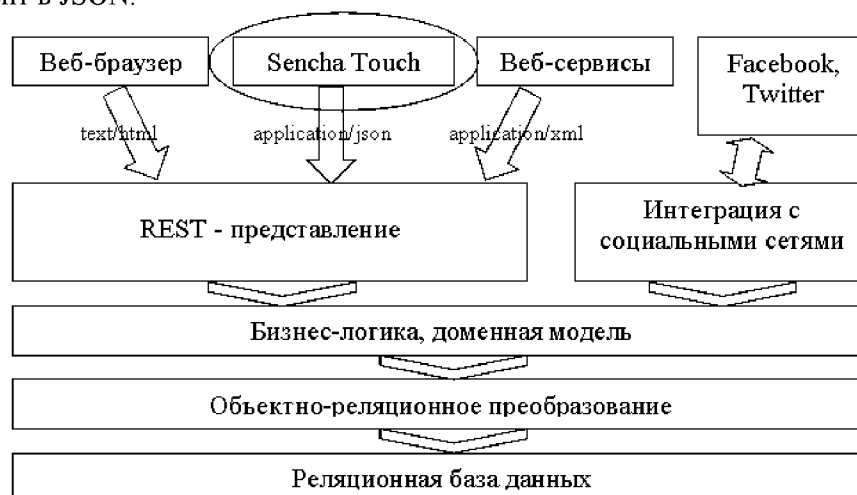 в JSON.
Веб-браузер
Sencha Touch
Веб-сервисы
Facebook,
Twitter
text/html
application/json
application/xml
REST - представление
Интеграция с
социальными сетями
Бизнес-логика, доменная модель
Объектно-реляционное преобразование
Реляционная база данных